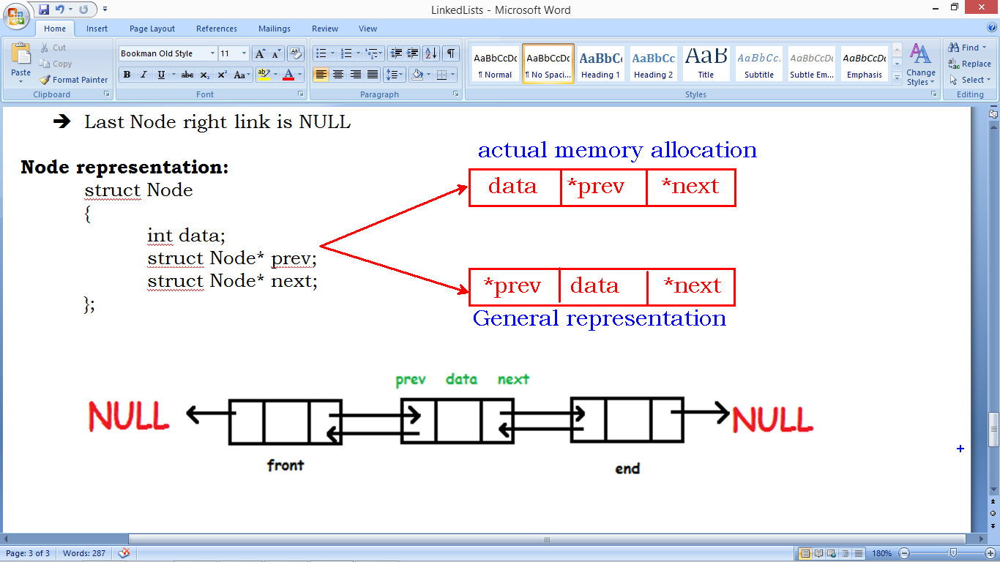 LinkedLists - Microsoft Word
Home Insert Page Layout References Mailings Review View
Paste
Cut
Copy
Format Painter
Clipboard
Bookman Old Style 11
B I U abc X₂ X² Aa
Font
Paragraph
AaBbCcDc AaBbCcDc AaBbC AaBbCc AaB AaBbCc. AaBbCcDc AaBbCcDc
¶ Normal ¶ No Spaci... Heading 1 Heading 2 Title Subtitle Subtle Em... Emphasis
Change Styles
Styles
Find
Replace
Select
Editing
➔ Last Node right link is NULL
actual memory allocation
Node representation:
struct Node
{
int data;
struct Node* prev;
struct Node* next;
};
data *prev *next
*prev data *next
General representation
prev data next
NULL NULL
front end
Page: 3 of 3 Words: 287 180%